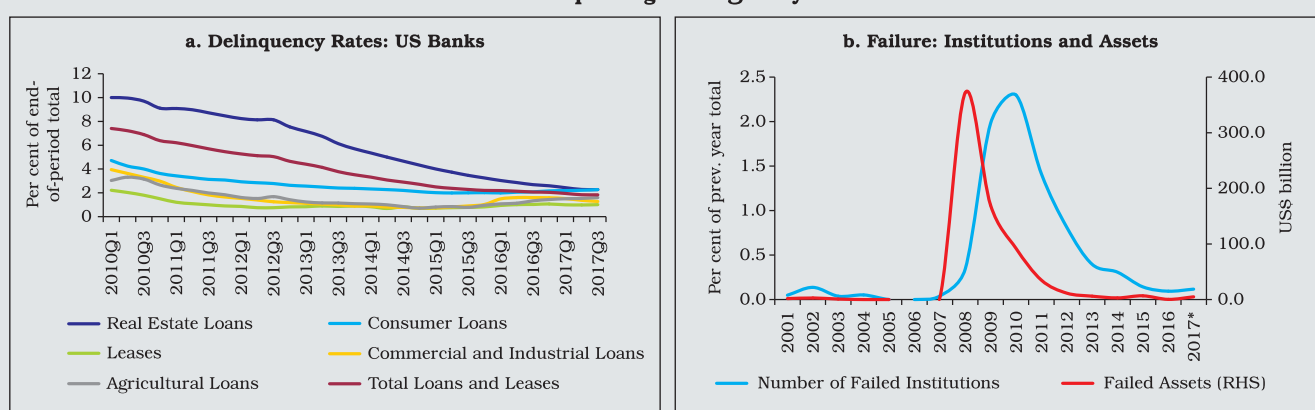 a. Delinquency Rates: US Banks
Per cent of end-
of-period total
12
10
8
6
4
2
0
2010Q1
2010Q3
2011Q1
2011Q3
2012Q1
2012Q3
2013Q1
2013Q3
2014Q1
2014Q3
2015Q1
2015Q3
2016Q1
2016Q3
2017Q1
2017Q3
Real Estate Loans
Consumer Loans
Leases
Commercial and Industrial Loans
Agricultural Loans
Total Loans and Leases
b. Failure: Institutions and Assets
Per cent of prev. year total
2.5
2.0
1.5
1.0
0.5
0.0
400.0
300.0
200.0
100.0
0.0
US$ billion
2001
2002
2003
2004
2005
2006
2007
2008
2009
2010
2011
2012
2013
2014
2015
2016
2017*
Number of Failed Institutions
Failed Assets (RHS)